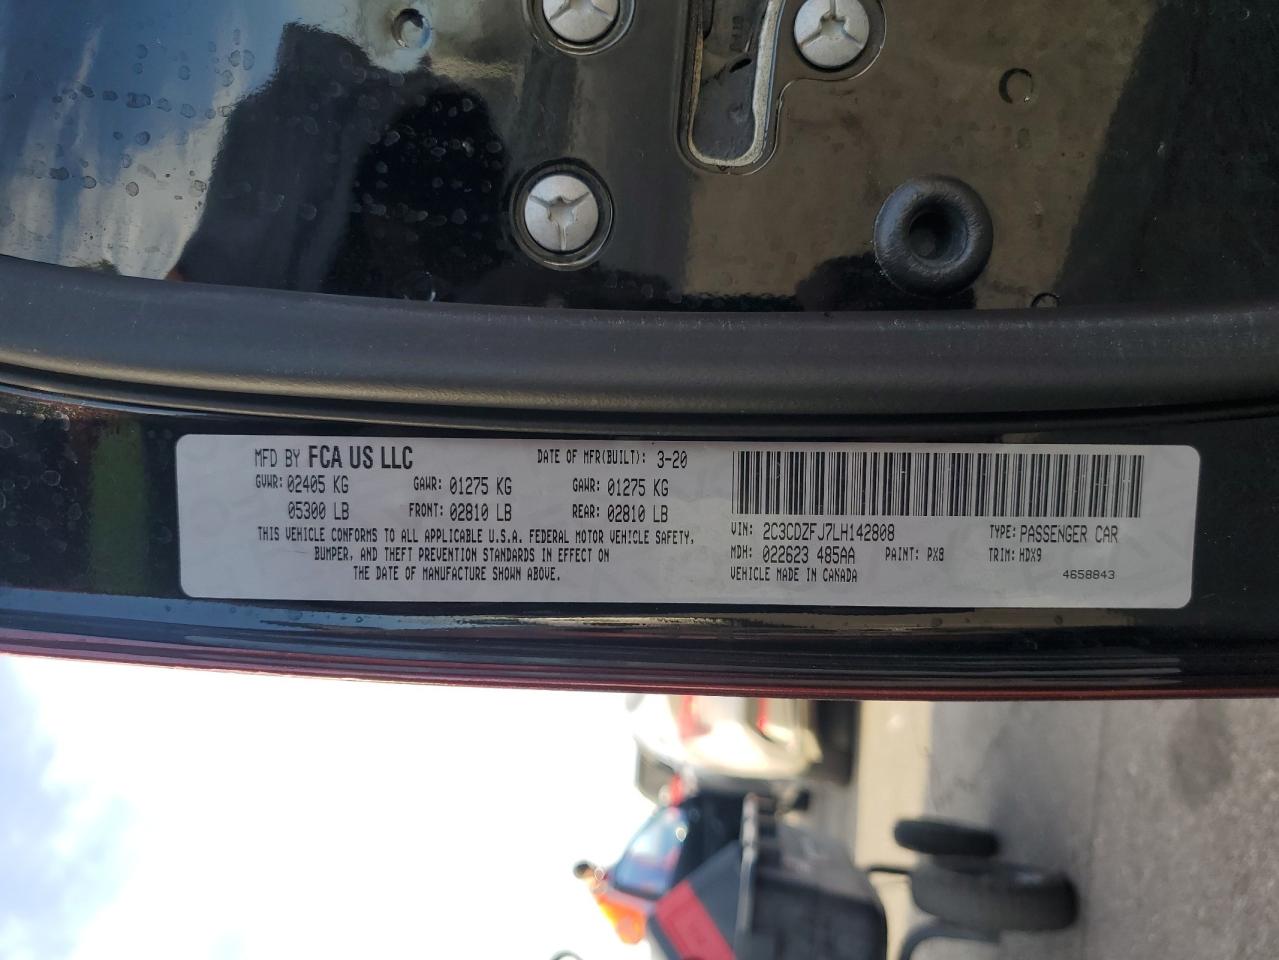 MFD BY FCA US LLC DATE OF MFR(BUILT): 3-20
GVWR: 02405 KG GAWR: 01275 KG GAWR: 01275 KG
05300 LB FRONT: 02810 LB REAR: 02810 LB
THIS VEHICLE CONFORMS TO ALL APPLICABLE U.S.A. FEDERAL MOTOR VEHICLE SAFETY,
BUMPER, AND THEFT PREVENTION STANDARDS IN EFFECT ON
THE DATE OF MANUFACTURE SHOWN ABOVE.
VIN: 2C3CDZFJ7LH142808 TYPE: PASSENGER CAR
MDH: 022623 485AA PAINT: PX8 TRIM: HDX9
VEHICLE MADE IN CANADA 4658843